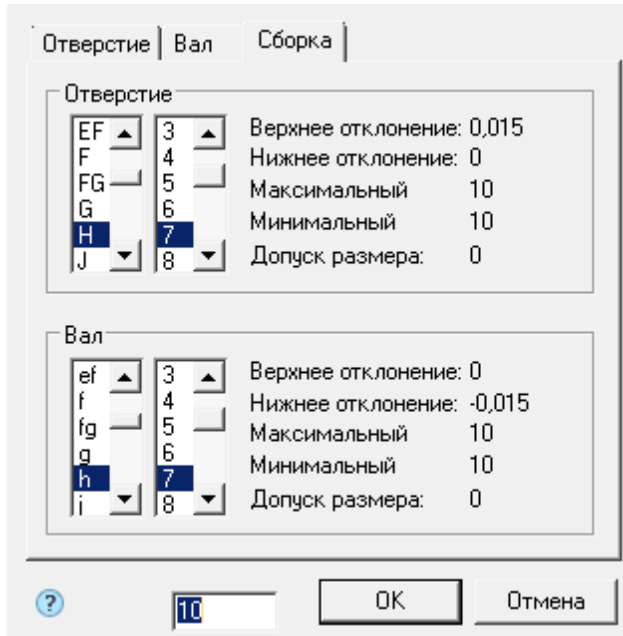 Отверстие Вал Сборка
Отверстие
EF 3 Верхнее отклонение: 0,015
F 4 Нижнее отклонение: 0
FG 5 Максимальный 10
G 6 Минимальный 10
H 7
J 8 Допуск размера: 0
Вал
ef 3 Верхнее отклонение: 0
f 4 Нижнее отклонение: -0,015
fg 5 Максимальный 10
g 6 Минимальный 10
h 7
i 8 Допуск размера: 0
? 10 OK Отмена